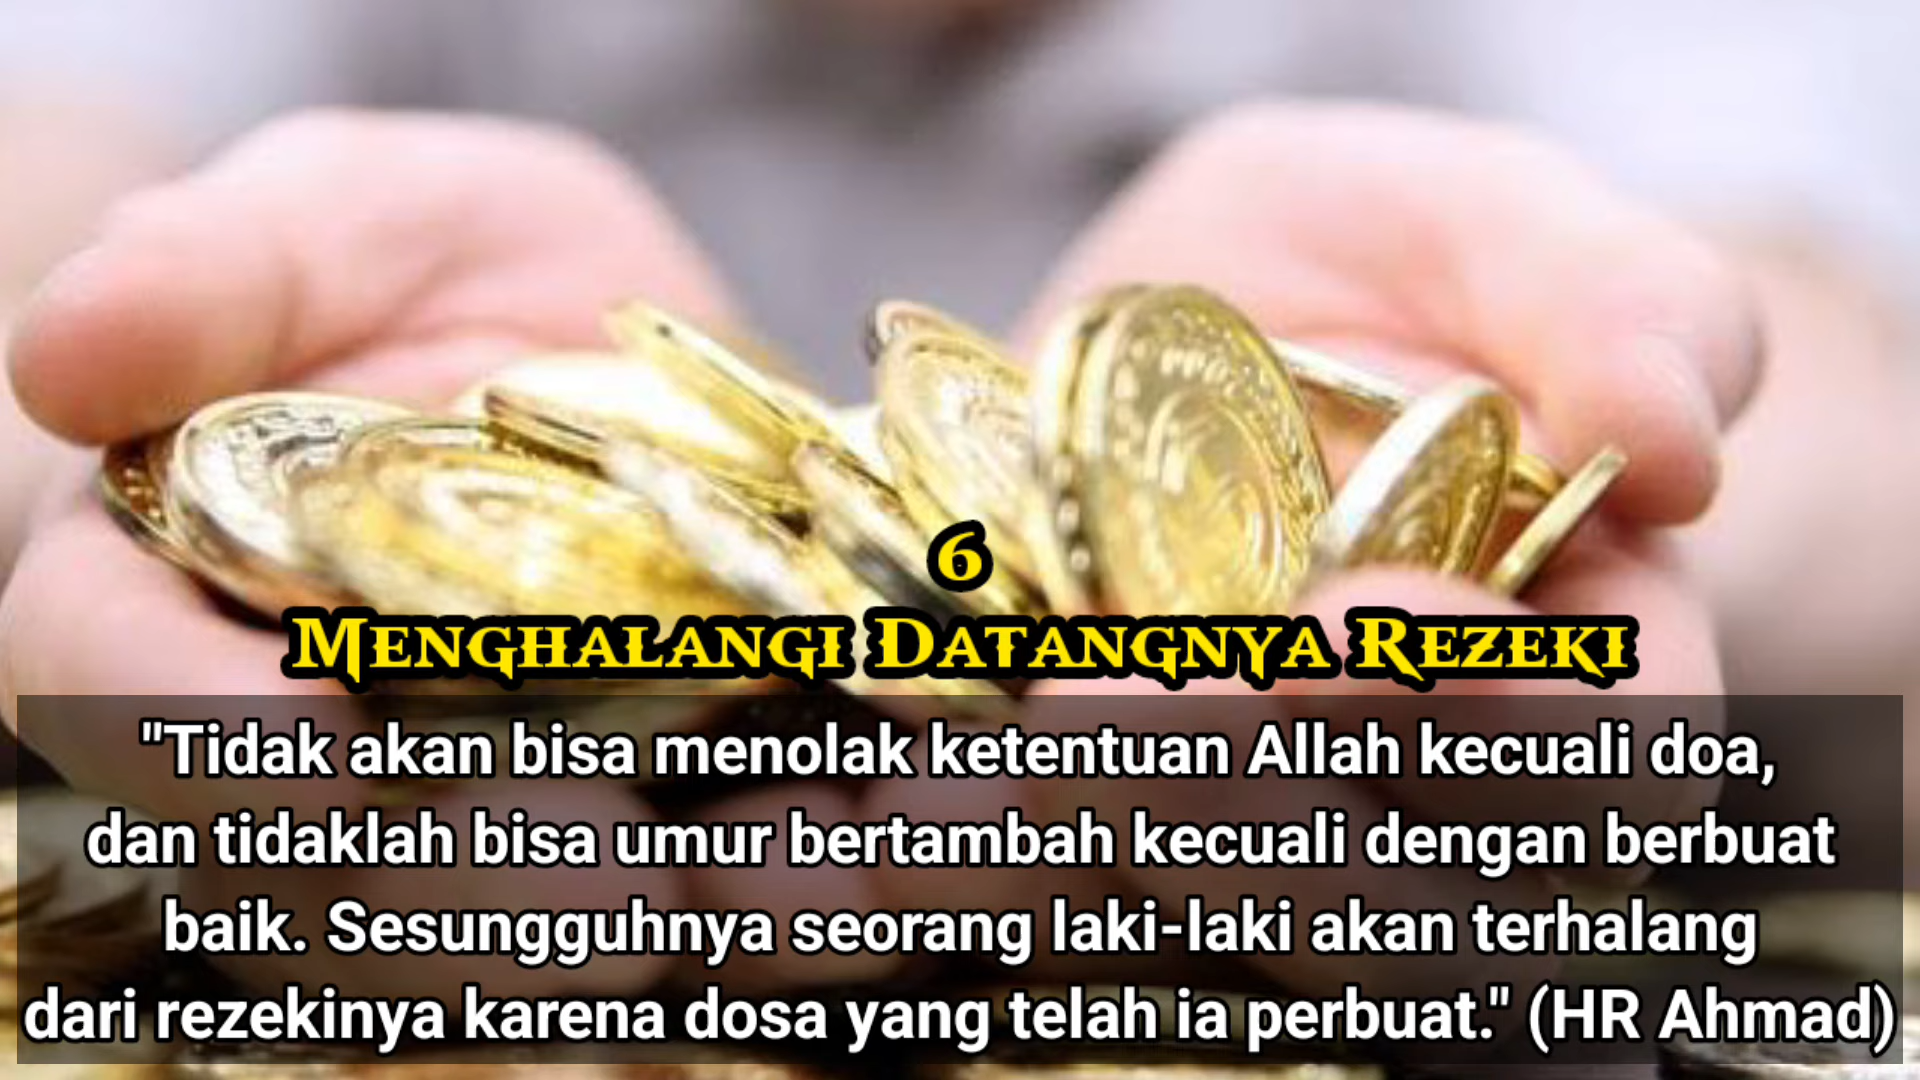 6
Menghalangi Datangnya Rezeki
"Tidak akan bisa menolak ketentuan Allah kecuali doa,
dan tidaklah bisa umur bertambah kecuali dengan berbuat
baik. Sesungguhnya seorang laki-laki akan terhalang
dari rezekinya karena dosa yang telah ia perbuat." (HR Ahmad)